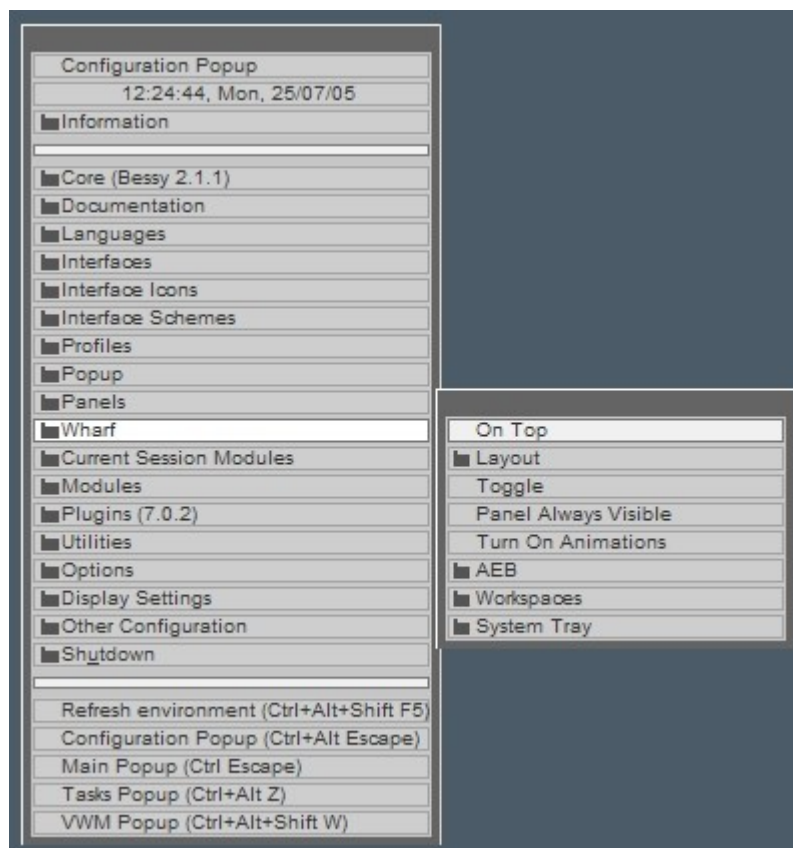 Configuration Popup
12:24:44, Mon, 25/07/05
Information
Core (Bessy 2.1.1)
Documentation
Languages
Interfaces
Interface Icons
Interface Schemes
Profiles
Popup
Panels
Wharf
Current Session Modules
Modules
Plugins (7.0.2)
Utilities
Options
Display Settings
Other Configuration
Shutdown
Refresh environment (Ctrl+Alt+Shift F5)
Configuration Popup (Ctrl+Alt Escape)
Main Popup (Ctrl Escape)
Tasks Popup (Ctrl+Alt Z)
VWM Popup (Ctrl+Alt+Shift W)
On Top
Layout
Toggle
Panel Always Visible
Turn On Animations
AEB
Workspaces
System Tray